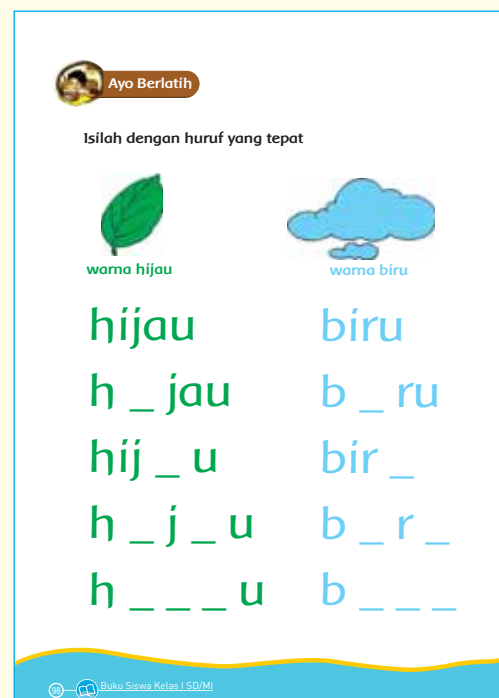 Ayo Berlatih
Isilah dengan huruf yang tepat
warna hijau
warna biru
hijau
biru
h _ jau
b _ ru
hij _ u
bir _
h _ j _ u
b _ r _
h _ _ _ u
b _ _ _
98
Buku Siswa Kelas I SD/MI